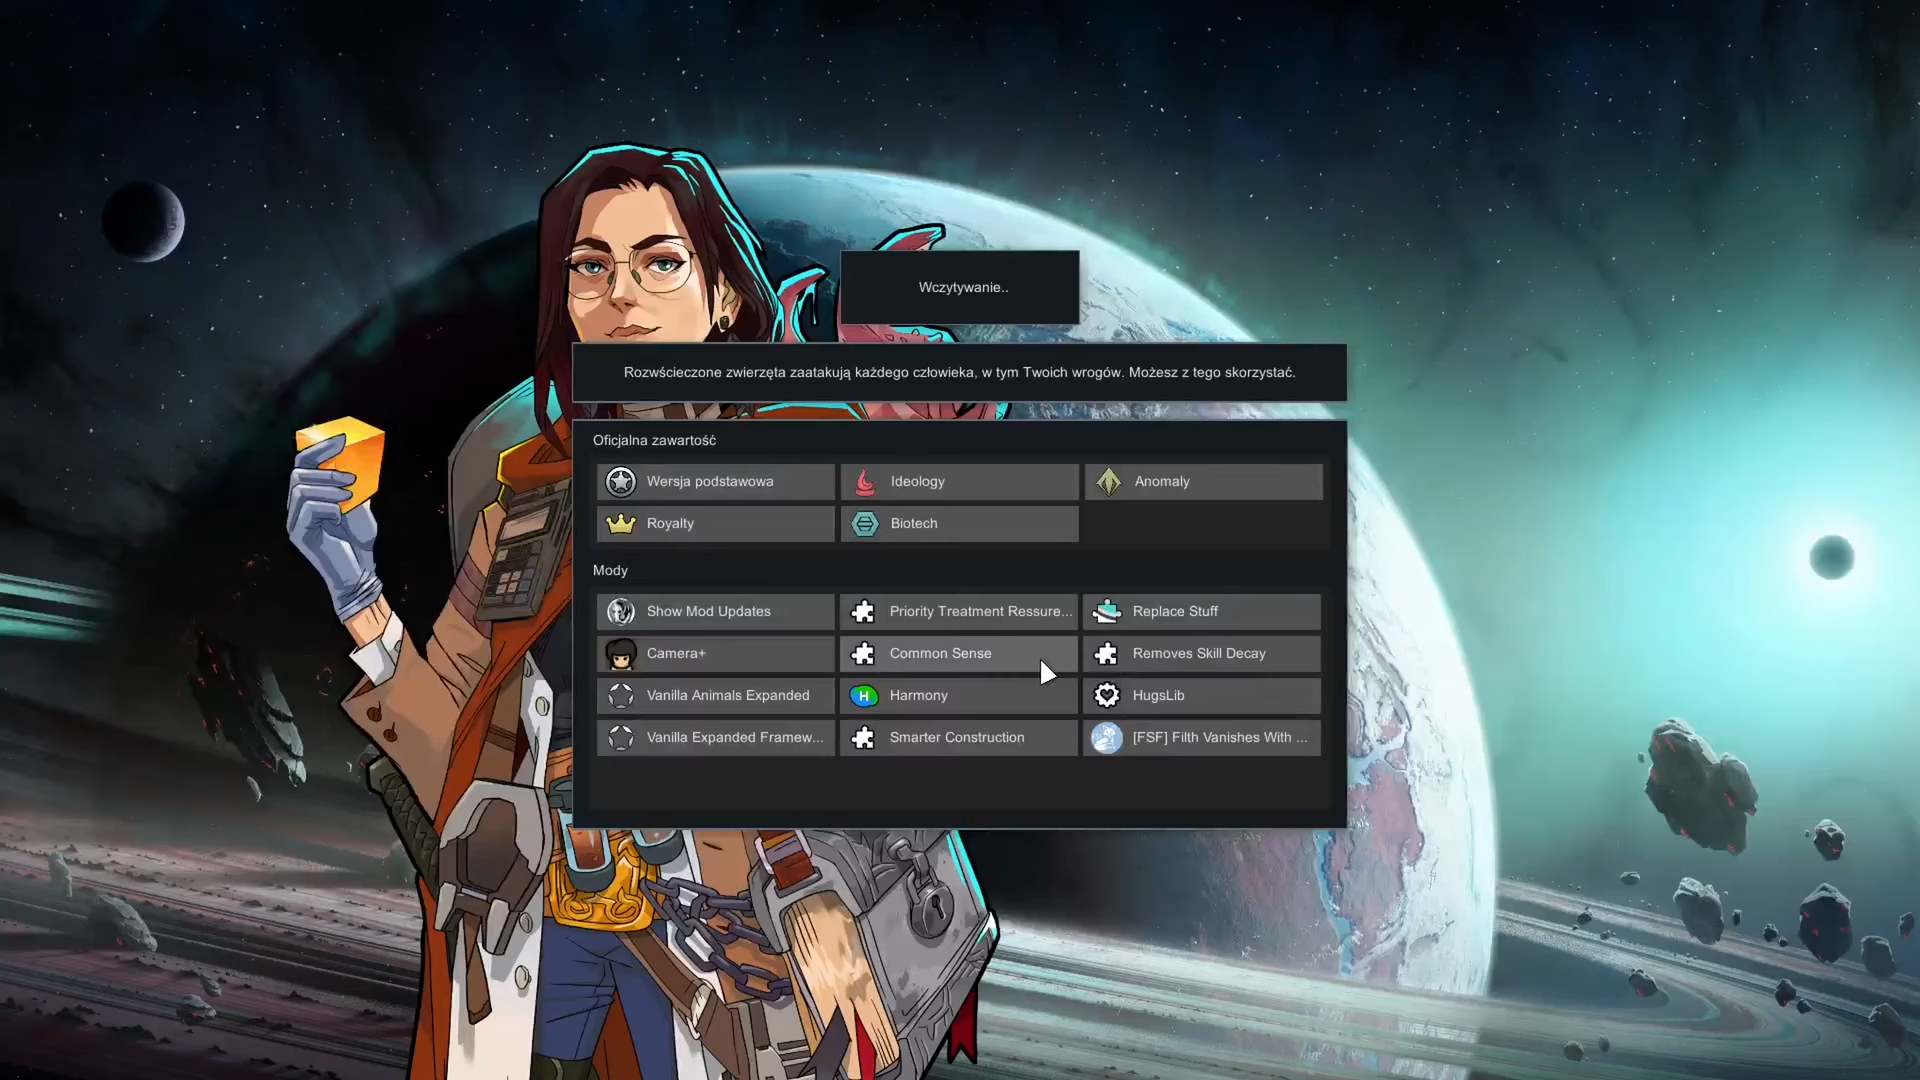 Wczytywanie..
Rozwścieczone zwierzęta zaatakują każdego człowieka, w tym Twoich wrogów. Możesz z tego skorzystać.
Oficjalna zawartość
Wersja podstawowa
Ideology
Anomaly
Royalty
Biotech
Mody
Show Mod Updates
Priority Treatment Ressure...
Replace Stuff
Camera+
Common Sense
Removes Skill Decay
Vanilla Animals Expanded
H
Harmony
HugsLib
Vanilla Expanded Framew...
Smarter Construction
[FSF] Filth Vanishes With ...